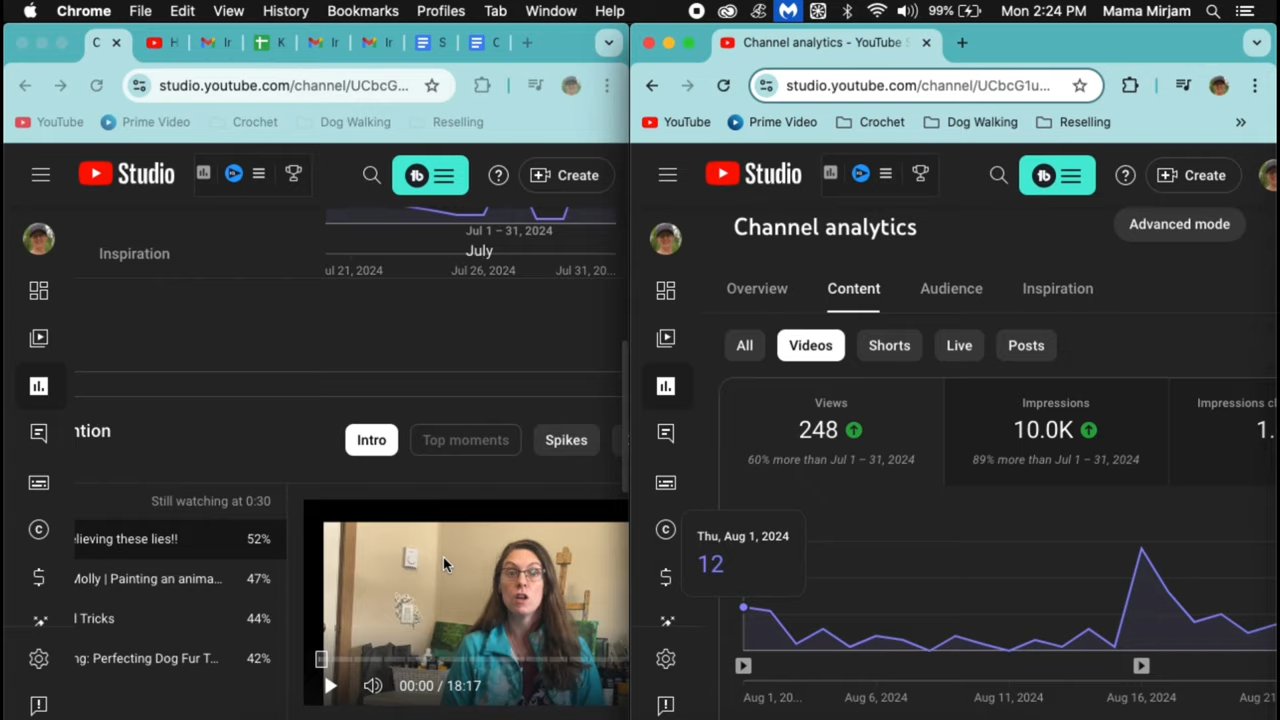 Chrome File Edit View History Bookmarks Profiles Tab Window Help 99% Mon 2:24 PM Mama Mirjam
C H Ir K Ir Ir S C
studio.youtube.com/channel/UCbcG...
YouTube Prime Video Crochet Dog Walking Reselling
Studio Create
Jul 1 – 31, 2024
July
Inspiration
ul 21, 2024 Jul 26, 2024 Jul 31, 20...
ntion Intro Top moments Spikes
Still watching at 0:30
elieving these lies!! 52%
Molly | Painting an anima... 47%
l Tricks 44%
ng: Perfecting Dog Fur T... 42%
00:00 / 18:17
Channel analytics - YouTube S
studio.youtube.com/channel/UCbcG1u...
YouTube Prime Video Crochet Dog Walking Reselling
Studio Create
Channel analytics Advanced mode
Overview Content Audience Inspiration
All Videos Shorts Live Posts
Views Impressions Impressions cl
248 10.0K 1.
60% more than Jul 1 – 31, 2024 89% more than Jul 1 – 31, 2024
Thu, Aug 1, 2024
12
Aug 1, 20... Aug 6, 2024 Aug 11, 2024 Aug 16, 2024 Aug 21